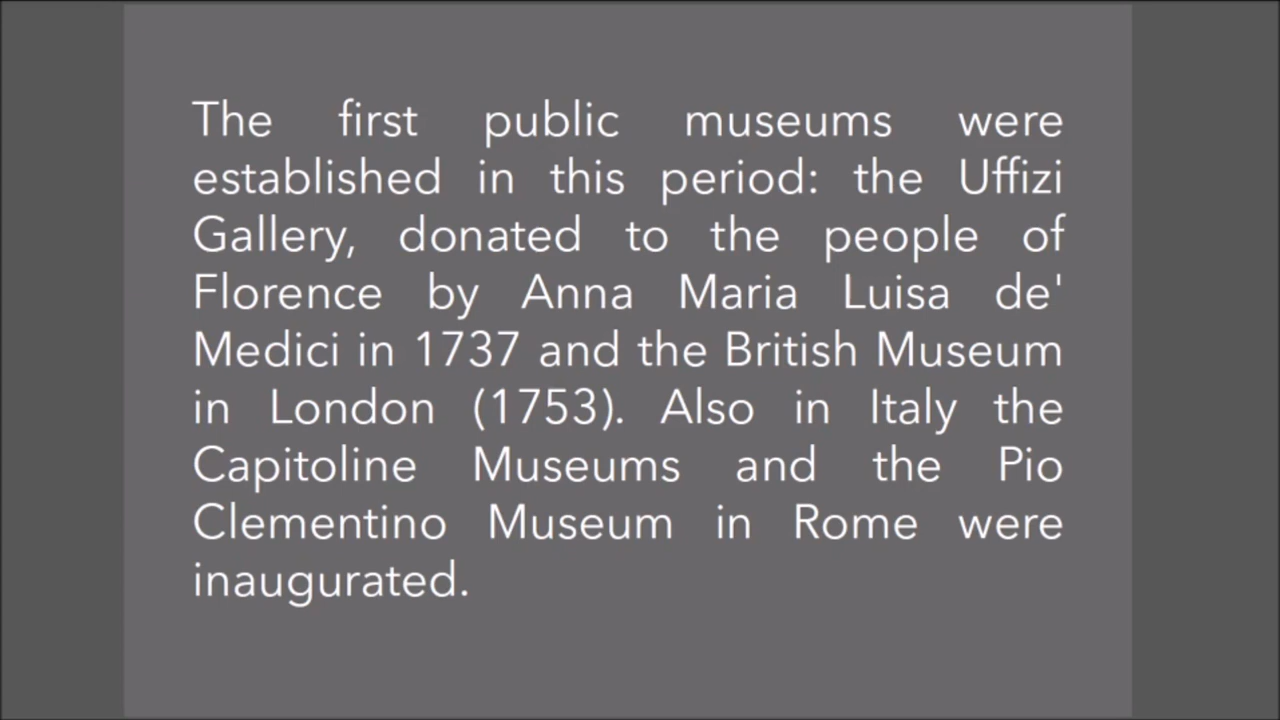 The first public museums were
established in this period: the Uffizi
Gallery, donated to the people of
Florence by Anna Maria Luisa de'
Medici in 1737 and the British Museum
in London (1753). Also in Italy the
Capitoline Museums and the Pio
Clementino Museum in Rome were
inaugurated.